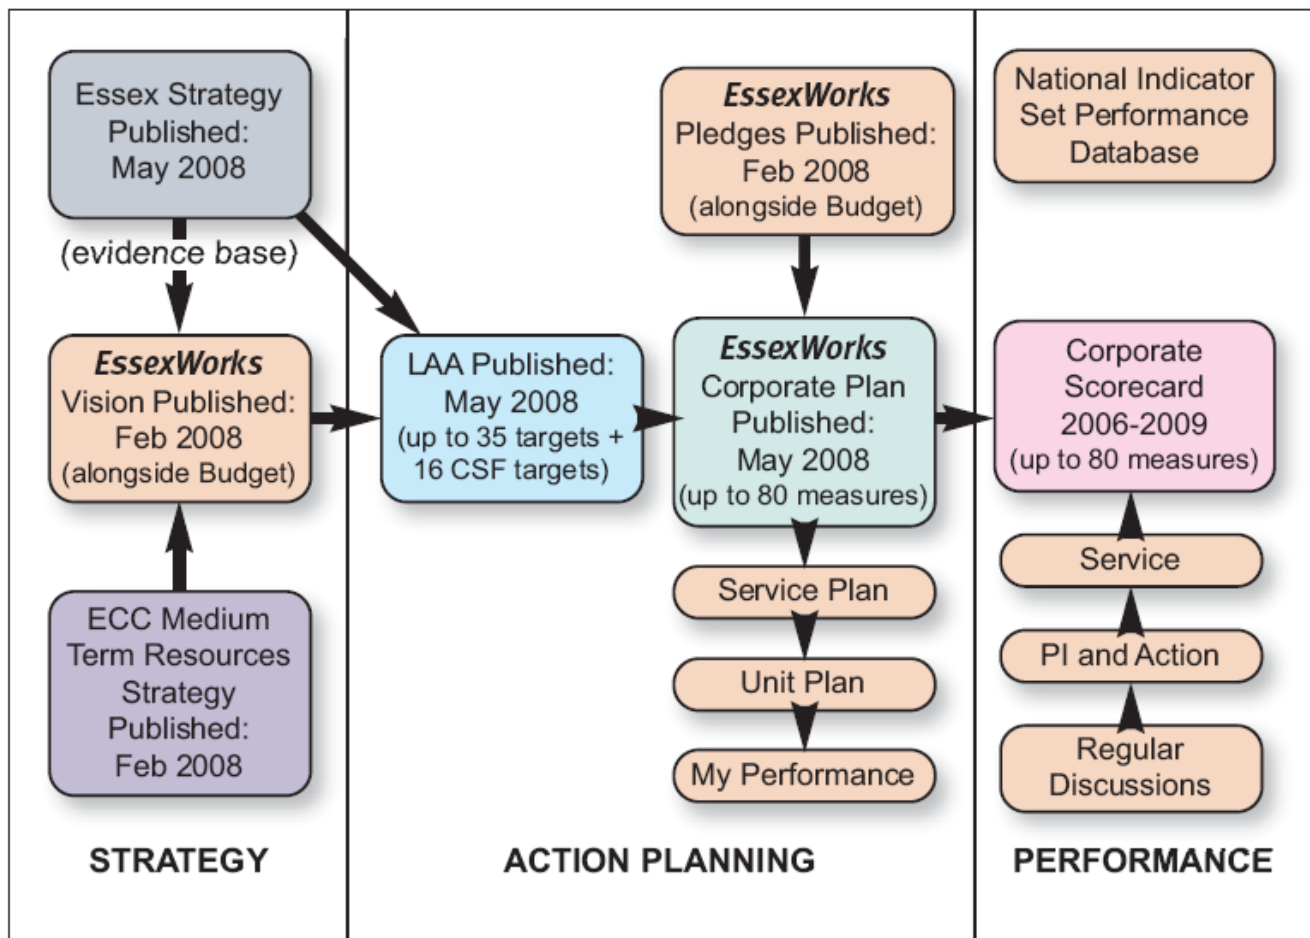 Essex Strategy
Published:
May 2008
(evidence base)
EssexWorks
Vision Published:
Feb 2008
(alongside Budget)
ECC Medium
Term Resources
Strategy
Published:
Feb 2008
STRATEGY
EssexWorks
Pledges Published:
Feb 2008
(alongside Budget)
LAA Published:
May 2008
(up to 35 targets +
16 CSF targets)
EssexWorks
Corporate Plan
Published:
May 2008
(up to 80 measures)
Service Plan
Unit Plan
My Performance
ACTION PLANNING
National Indicator
Set Performance
Database
Corporate
Scorecard
2006-2009
(up to 80 measures)
Service
PI and Action
Regular
Discussions
PERFORMANCE